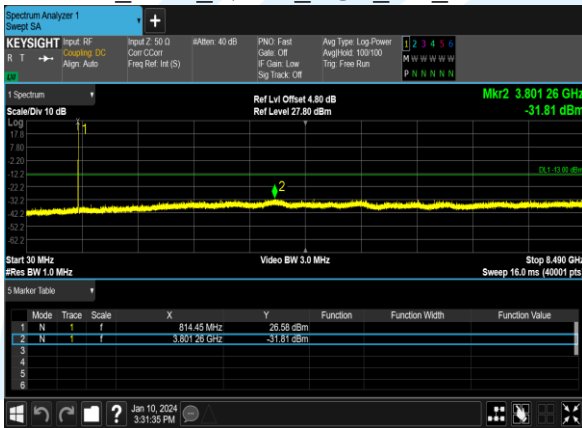 Spectrum Analyzer 1
Swept SA
KEYSIGHT Input: RF Input Z: 50 Ω #Atten: 40 dB PNO: Fast Avg Type: Log-Power 1 2 3 4 5 6
R T Coupling: DC Corr CCorr Gate: Off Avg|Hold: 100/100 M W W W W W
Align: Auto Freq Ref: Int (S) IF Gain: Low Trig: Free Run
Sig Track: Off P N N N N N
LV
1 Spectrum Ref Lvl Offset 4.80 dB Mkr2 3.801 26 GHz
Scale/Div 10 dB Ref Level 27.80 dBm -31.81 dBm
Log
17.8 1
7.80
-2.20
-12.2 DL1 -13.00 dBm
-22.2 2
-32.2
-42.2
-52.2
-62.2
Start 30 MHz Video BW 3.0 MHz Stop 8.490 GHz
#Res BW 1.0 MHz Sweep 16.0 ms (40001 pts)
5 Marker Table
Mode Trace Scale X Y Function Function Width Function Value
1 N 1 f 814.45 MHz 26.58 dBm
2 N 1 f 3.801 26 GHz -31.81 dBm
3
4
5
6
? Jan 10, 2024
3:31:35 PM